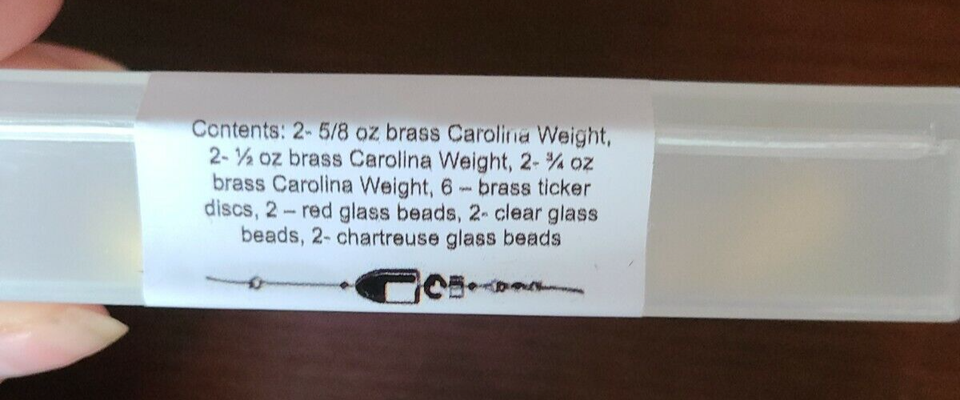 Contents: 2- 5/8 oz brass Carolina Weight,
2- ½ oz brass Carolina Weight, 2- ¾ oz
brass Carolina Weight, 6 – brass ticker
discs, 2 – red glass beads, 2- clear glass
beads, 2- chartreuse glass beads